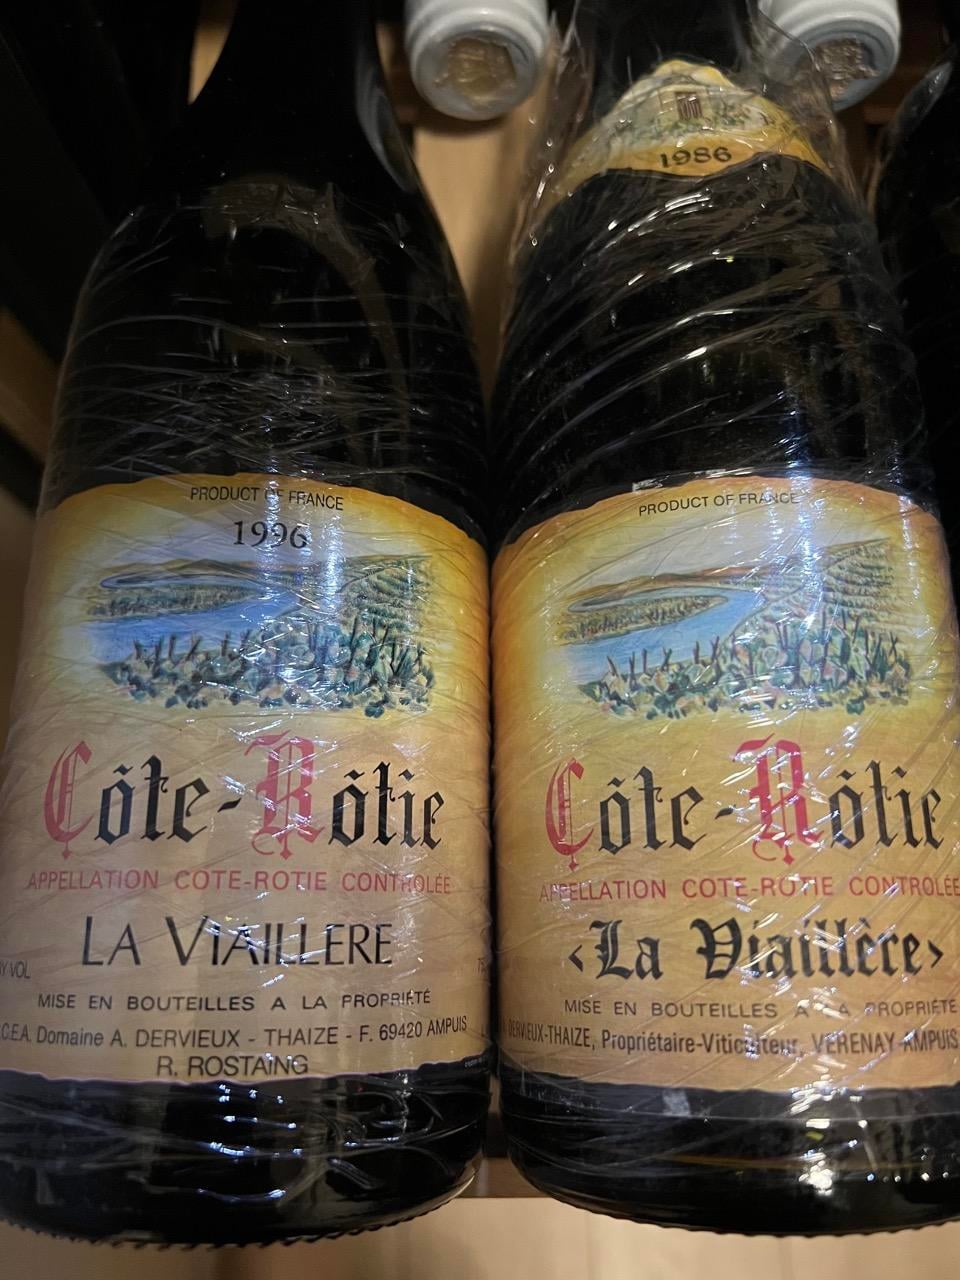 PRODUCT OF FRANCE
1996
Côte-Rôtie
APPELLATION COTE-ROTIE CONTROLÉE
LA VIAILLERE
VOL
MISE EN BOUTEILLES A LA PROPRIÉTÉ
C.E.A. Domaine A. DERVIEUX - THAIZE - F. 69420 AMPUIS
R. ROSTAING
1986
PRODUCT OF FRANCE
Côte-Rôtie
APPELLATION COTE-ROTIE CONTROLÉE
<La Viaillère>
MISE EN BOUTEILLES A LA PROPRIÉTE
DERVIEUX-THAIZE, Propriétaire-Viticulteur, VERENAY-AMPUIS